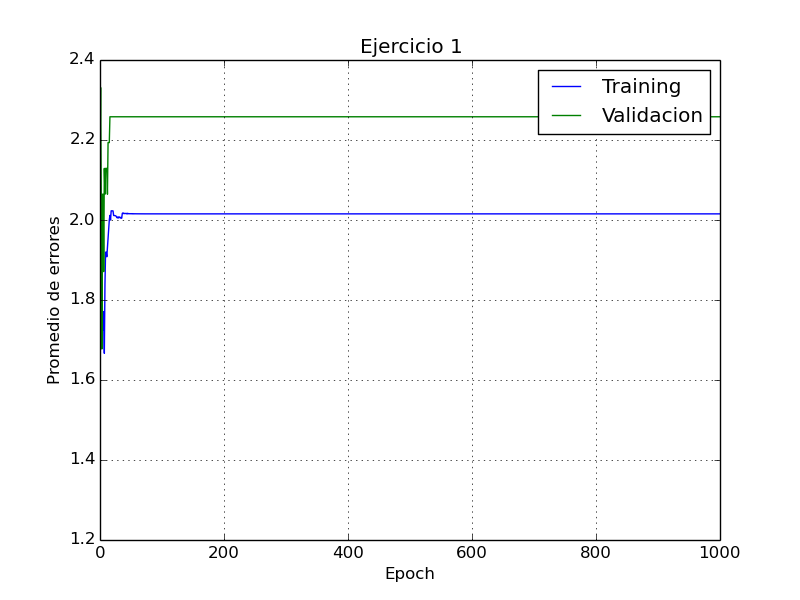 Ejercicio 1
Training
Validacion
2.4
2.2
2.0
1.8
1.6
1.4
1.2
Promedio de errores
0 200 400 600 800 1000
Epoch